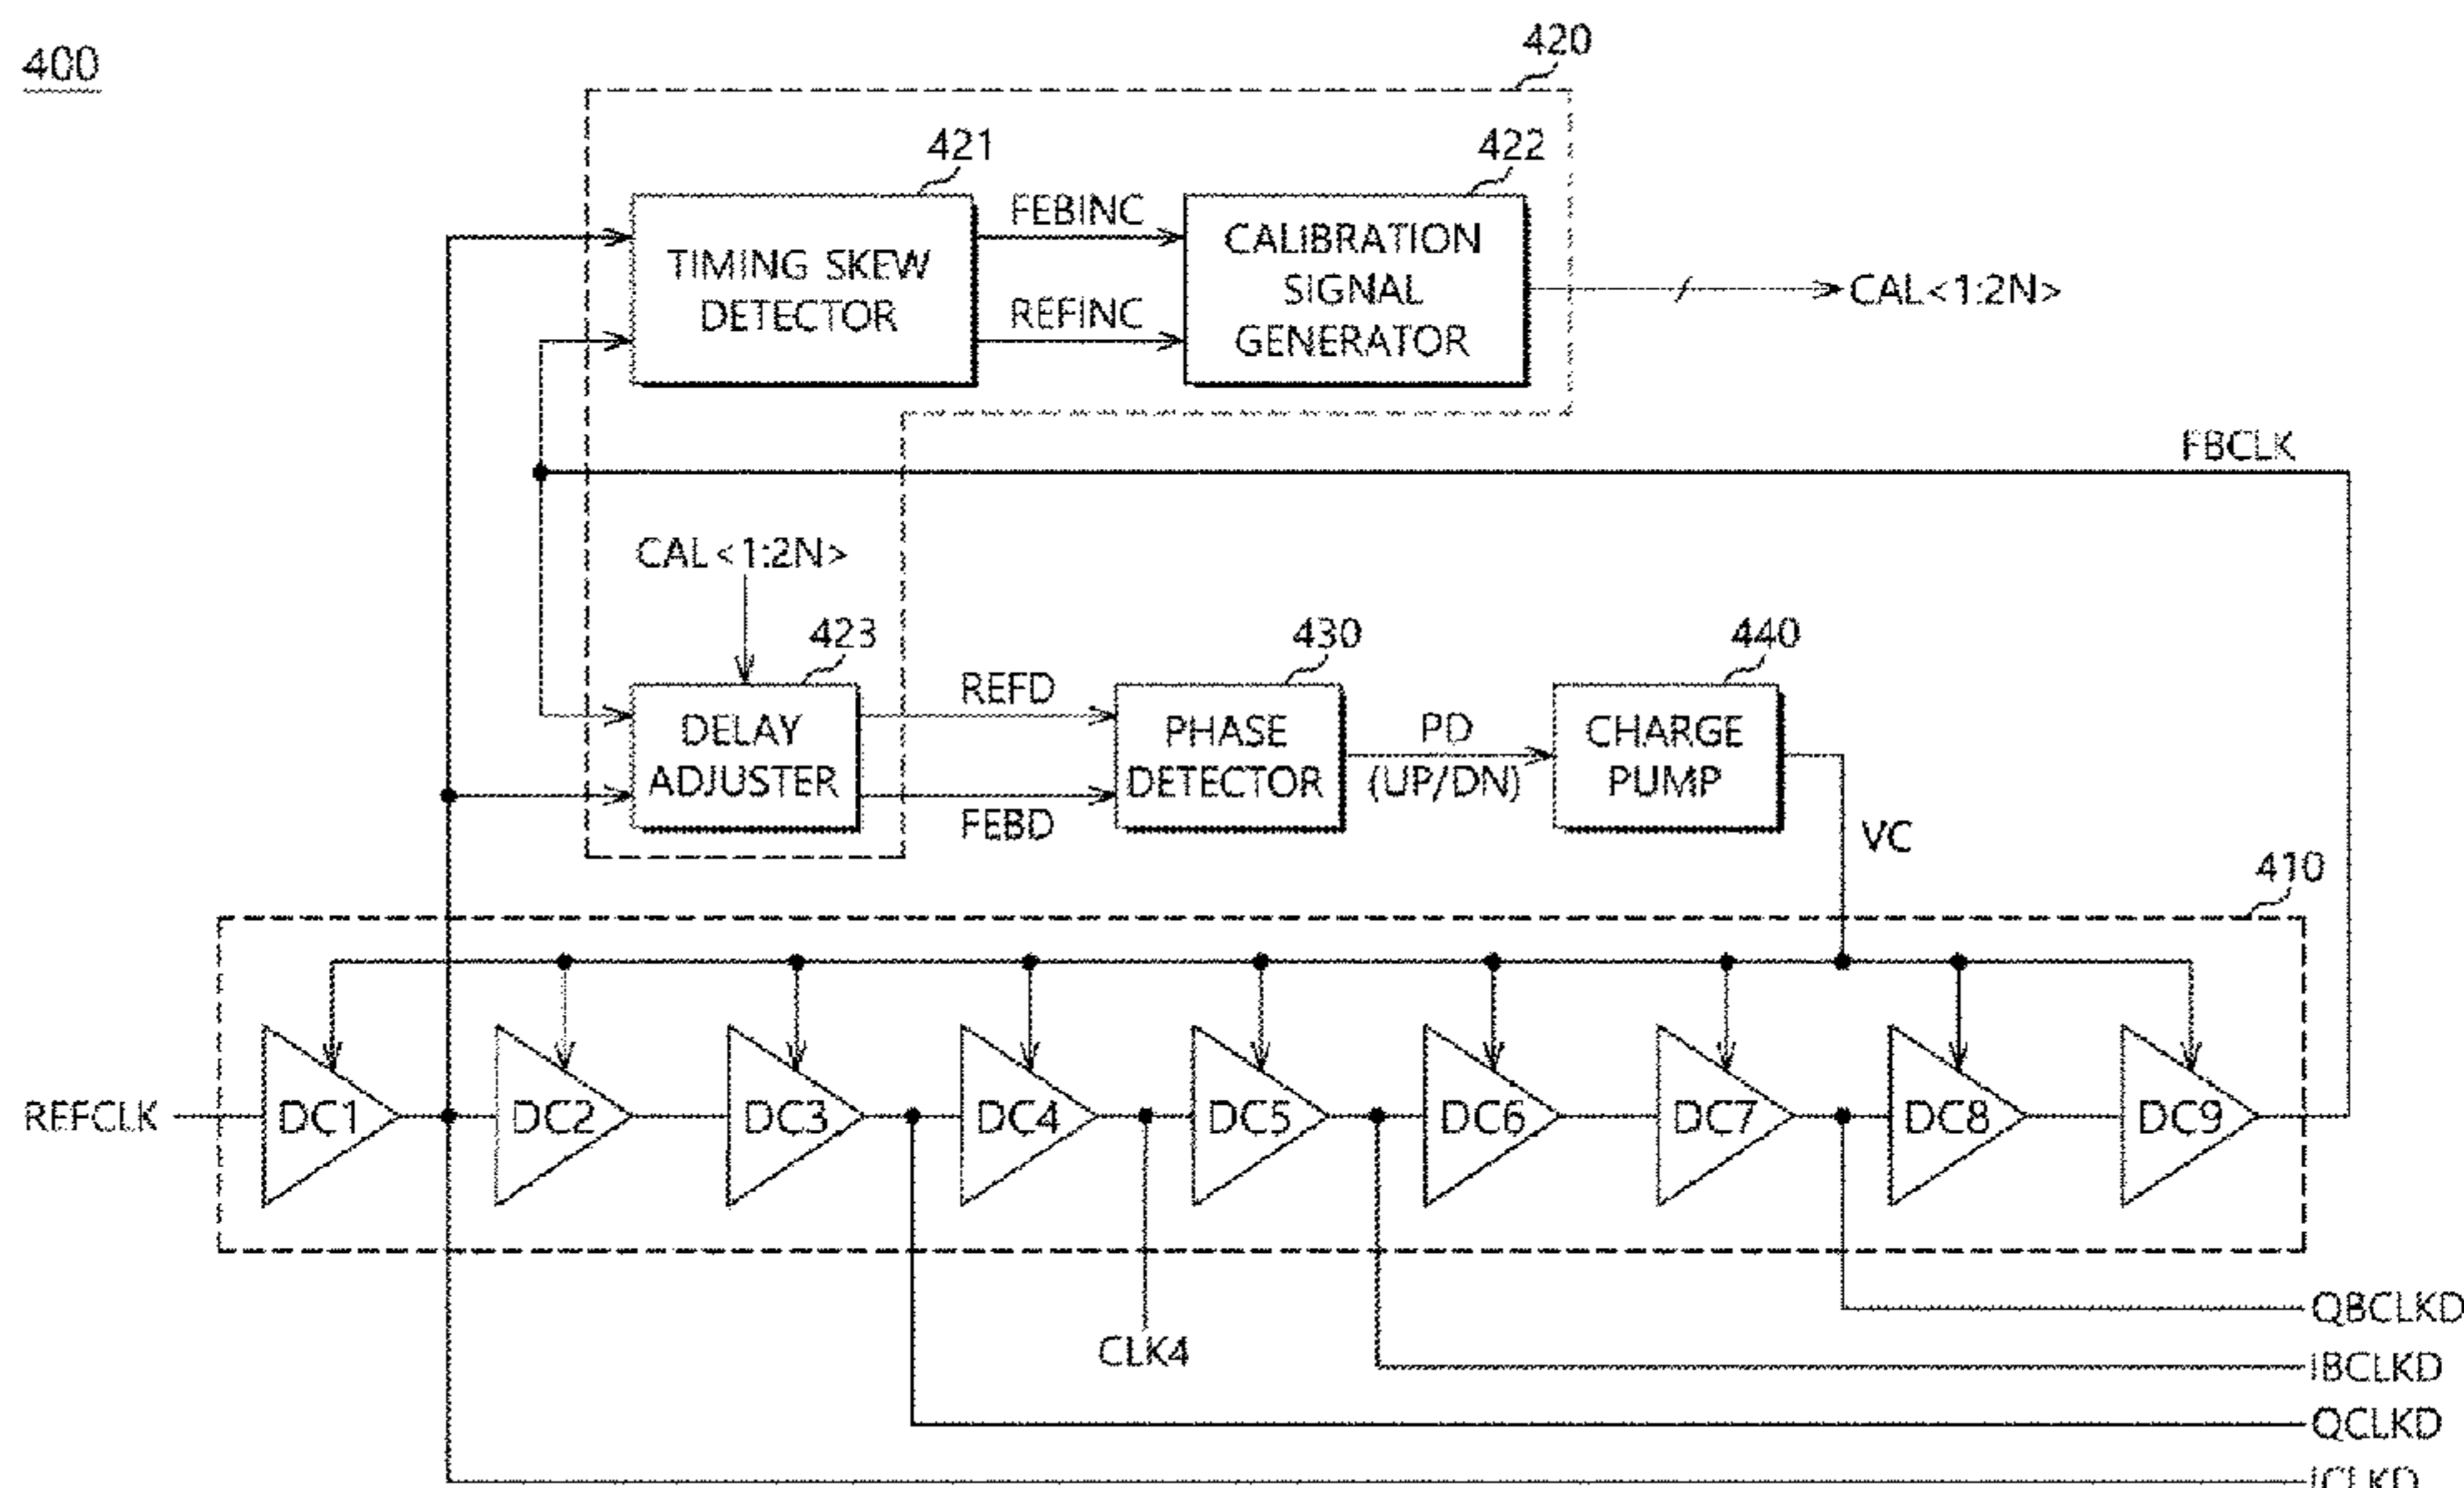 400
420
421
422
FEBINC
TIMING SKEW
DETECTOR
REFINC
CALIBRATION
SIGNAL
GENERATOR
CAL<1:2N>
FBCLK
CAL<1:2N>
423
430
440
REFD
DELAY
ADJUSTER
FEBD
PHASE
DETECTOR
PD
(UP/DN)
CHARGE
PUMP
VC
410
REFCLK
DC1
DC2
DC3
DC4
DC5
DC6
DC7
DC8
DC9
CLK4
QBCLKD
IBCLKD
QCLKD
ICLKD